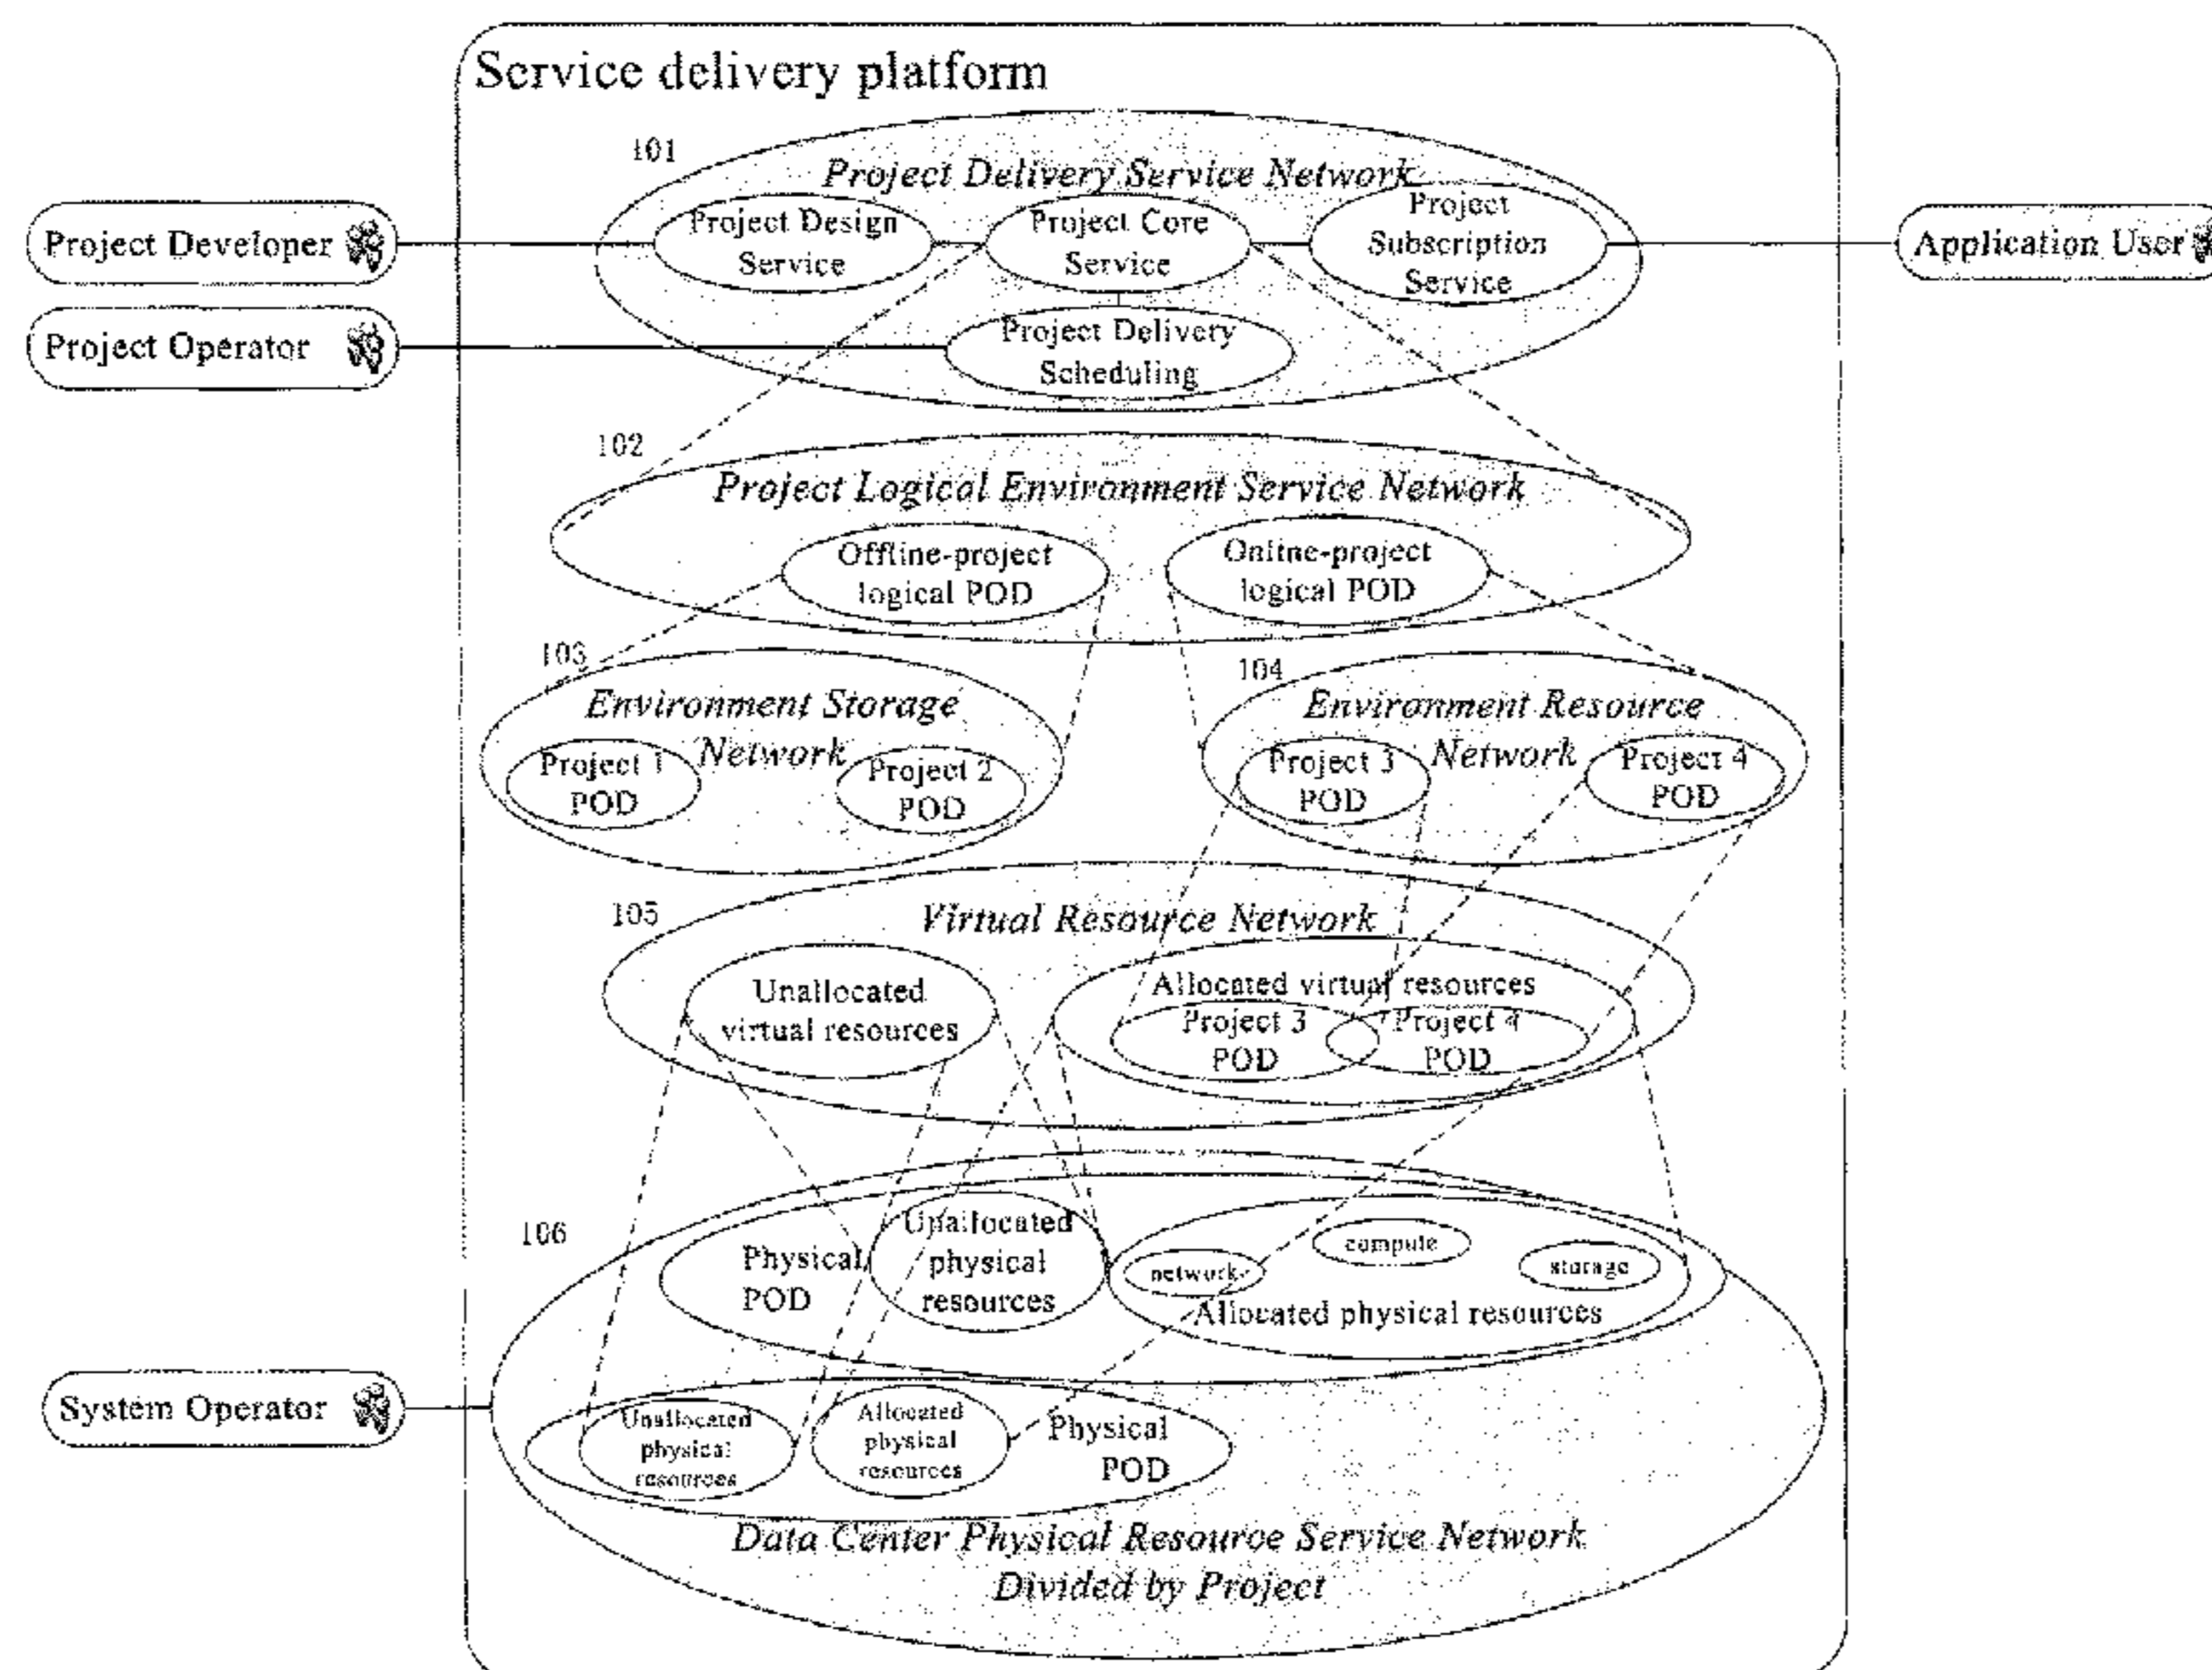 Service delivery platform
101
Project Delivery Service Network
Project Developer
Project Design
Service
Project Core
Service
Project
Subscription
Service
Application User
Project Operator
Project Delivery
Scheduling
102
Project Logical Environment Service Network
Offline-project
logical POD
Online-project
logical POD
103
Environment Storage
Network
Project 1
POD
Project 2
POD
104
Environment Resource
Network
Project 3
POD
Project 4
POD
105
Virtual Resource Network
Unallocated
virtual resources
Allocated virtual resources
Project 3
POD
Project 4
POD
106
Physical
POD
Unallocated
physical
resources
network
compute
storage
Allocated physical resources
System Operator
Unallocated
physical
resources
Allocated
physical
resources
Physical
POD
Data Center Physical Resource Service Network
Divided by Project